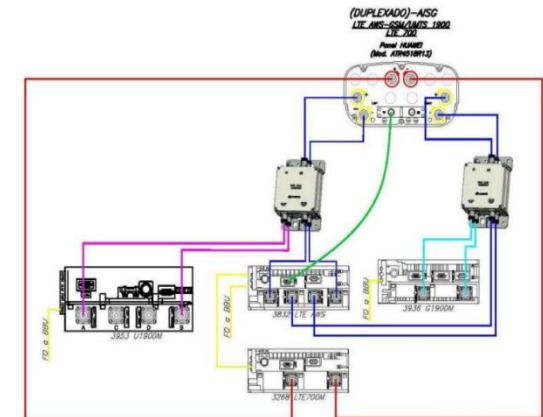 (DUPLEXADO)-AISG
LTE AWS-GSM/UMTS 1900
LTE 700
Panel HUAWEI
(Mod. ATR4518R13)
FO a BBU
A
C
D
B
3953 U1900M
FO a BBU
3832 LTE AWS
FO a BBU
3936 G1900M
3268 LTE700M